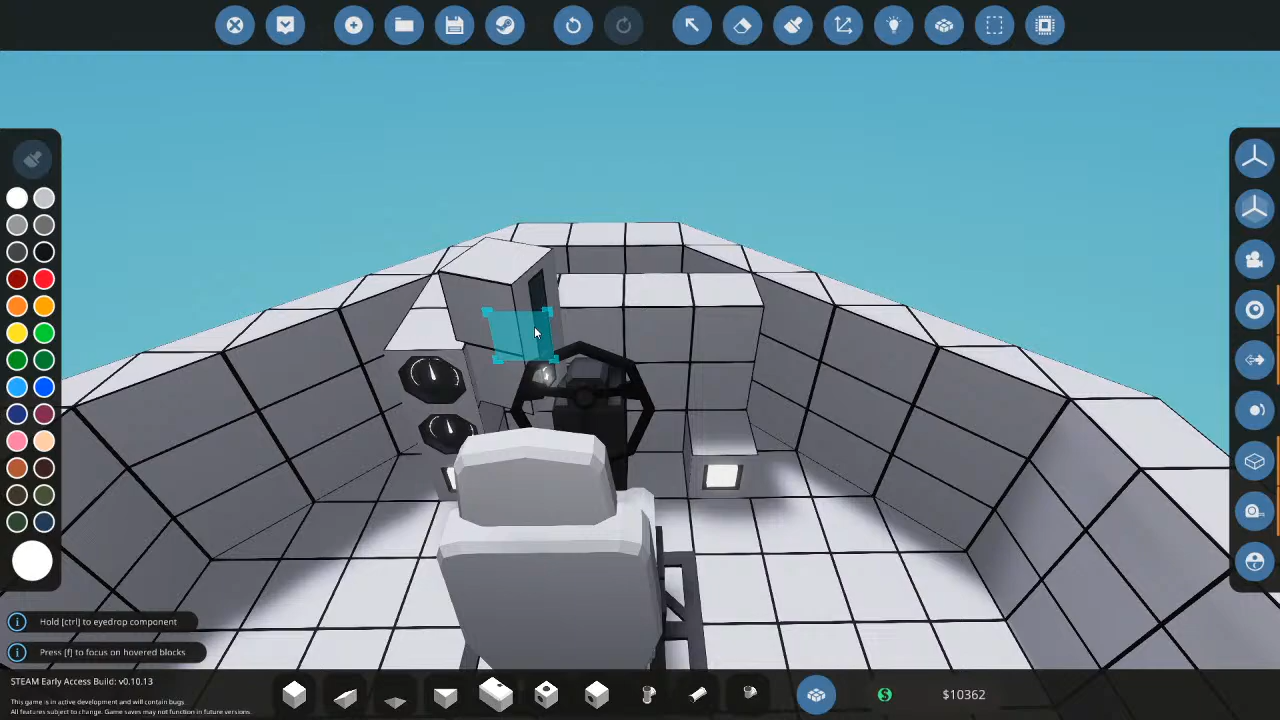 Hold [ctrl] to eyedrop component
Press [f] to focus on hovered blocks
STEAM Early Access Build: v0.10.13
This game is in active development and will contain bugs
All features subject to change. Game saves may not function in future versions.
$
$10362